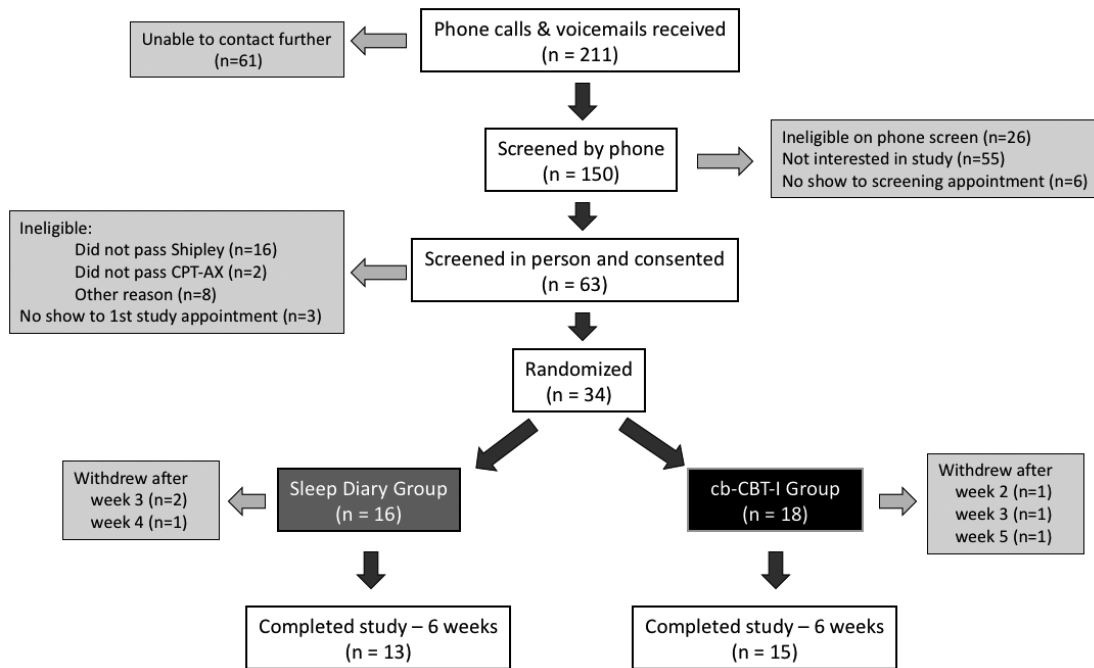 Phone calls & voicemails received
(n = 211)
Unable to contact further
(n=61)
Screened by phone
(n = 150)
Ineligible on phone screen (n=26)
Not interested in study (n=55)
No show to screening appointment (n=6)
Ineligible:
Did not pass Shipley (n=16)
Did not pass CPT-AX (n=2)
Other reason (n=8)
No show to 1st study appointment (n=3)
Screened in person and consented
(n = 63)
Randomized
(n = 34)
Withdrew after
week 3 (n=2)
week 4 (n=1)
Sleep Diary Group
(n = 16)
cb-CBT-I Group
(n = 18)
Withdrew after
week 2 (n=1)
week 3 (n=1)
week 5 (n=1)
Completed study – 6 weeks
(n = 13)
Completed study – 6 weeks
(n = 15)